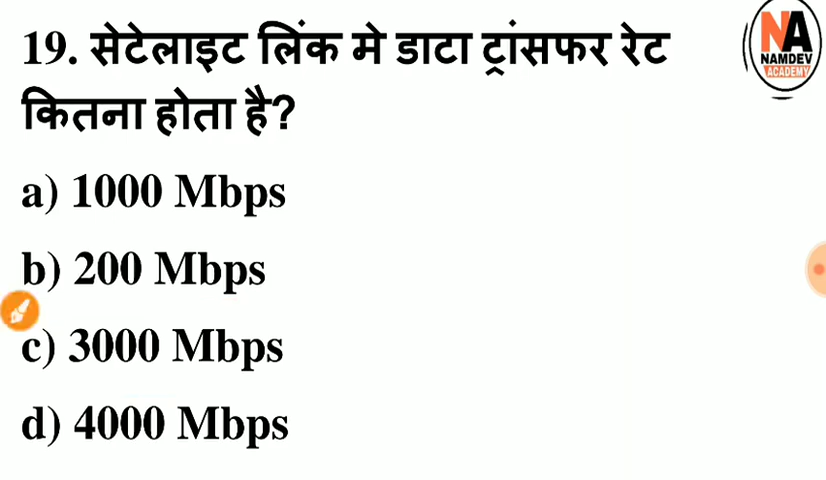 19. सेटेलाइट लिंक मे डाटा ट्रांसफर रेट
कितना होता है?
a) 1000 Mbps
b) 200 Mbps
c) 3000 Mbps
d) 4000 Mbps
NA
NAMDEV
ACADEMY